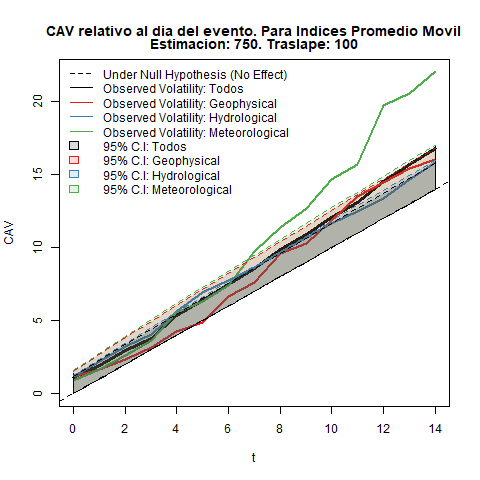 CAV relativo al dia del evento. Para Indices Promedio Movil
Estimacion: 750. Traslape: 100
Under Null Hypothesis (No Effect)
Observed Volatility: Todos
Observed Volatility: Geophysical
Observed Volatility: Hydrological
Observed Volatility: Meteorological
95% C.I: Todos
95% C.I: Geophysical
95% C.I: Hydrological
95% C.I: Meteorological
CAV
20
15
10
5
0
0 2 4 6 8 10 12 14
t